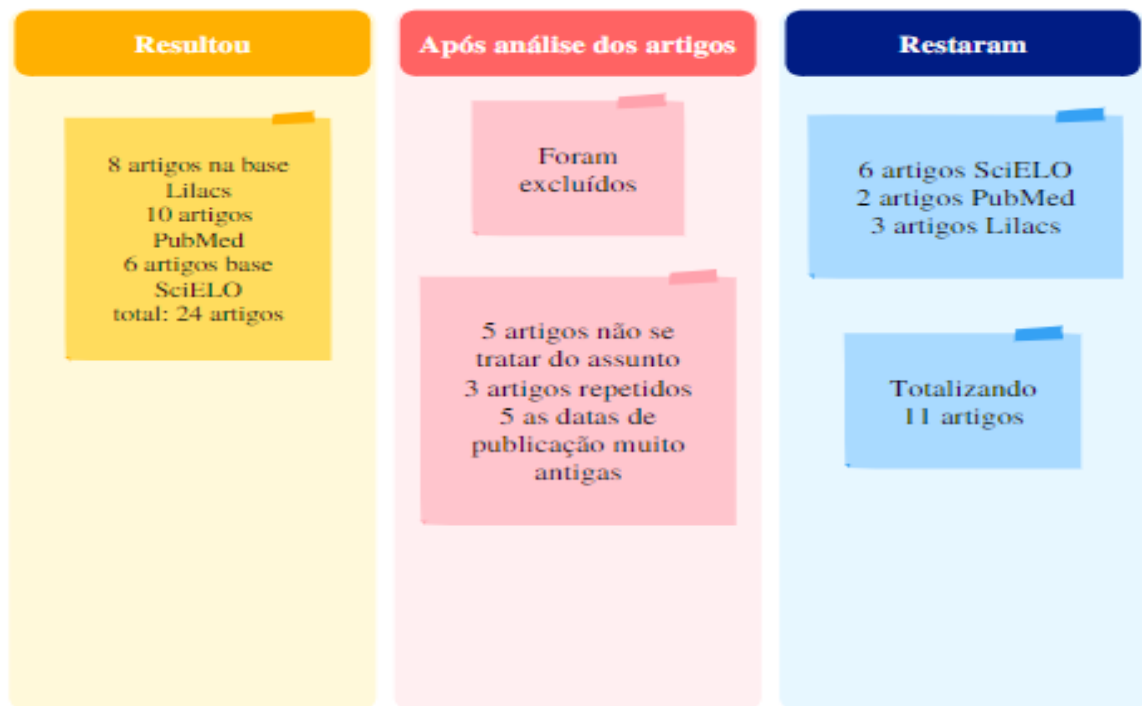 Resultou
8 artigos na base
Lilacs
10 artigos
PubMed
6 artigos base
SciELO
total: 24 artigos
Após análise dos artigos
Foram
excluídos
5 artigos não se
tratar do assunto
3 artigos repetidos
5 as datas de
publicação muito
antigas
Restaram
6 artigos SciELO
2 artigos PubMed
3 artigos Lilacs
Totalizando
11 artigos